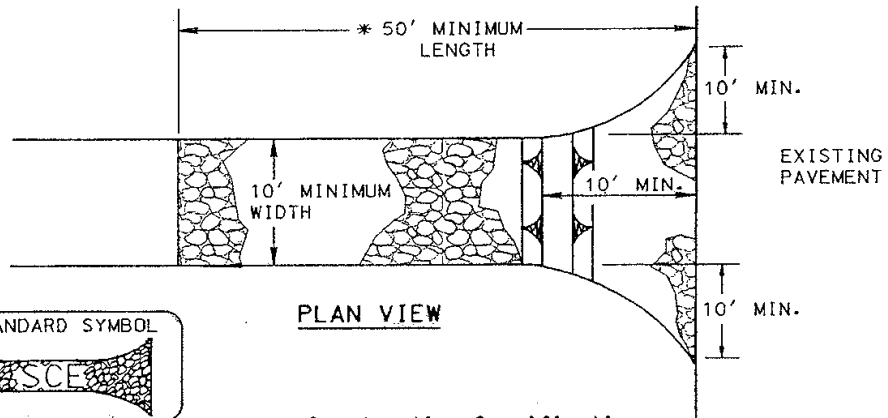 * 50' MINIMUM
LENGTH
10' MIN.
EXISTING
PAVEMENT
10' MINIMUM
WIDTH
10' MIN.
10' MIN.
PLAN VIEW
ANDARD SYMBOL
SCE